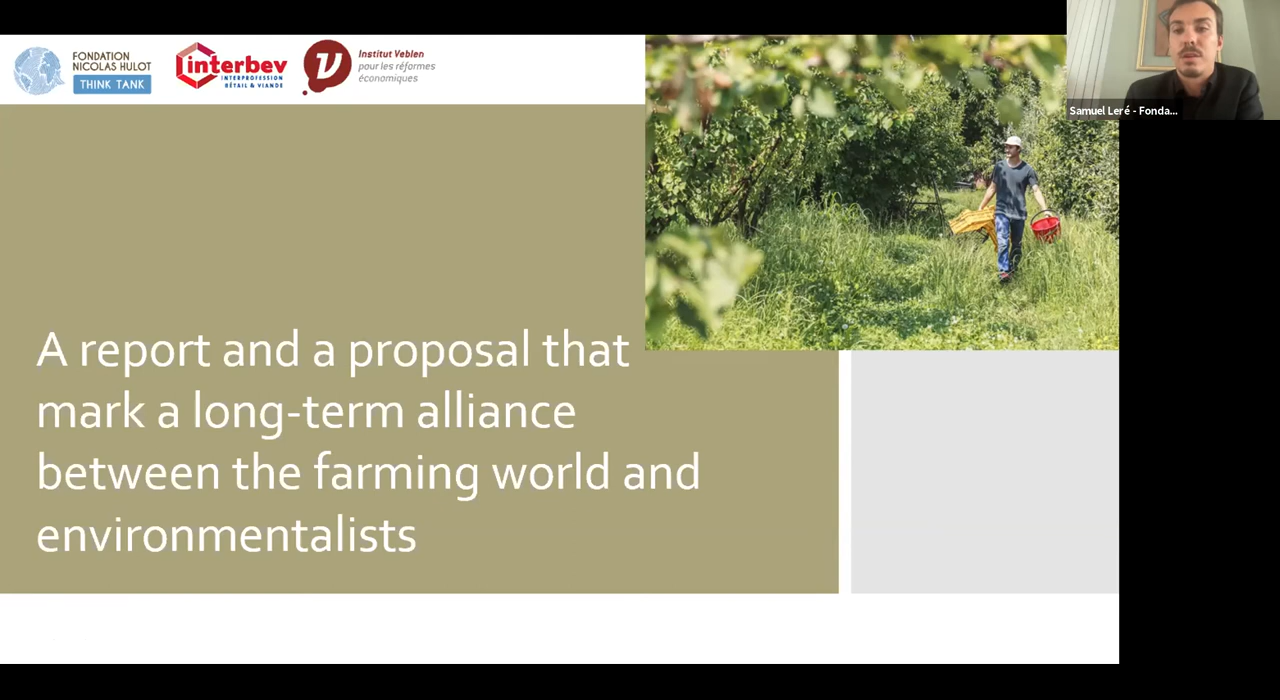 FONDATION
NICOLAS HULOT
THINK TANK
interbev
INTERPROFESSION
BÉTAIL & VIANDE
Institut Veblen
pour les réformes
économiques
Samuel Leré - Fonda...
A report and a proposal that
mark a long-term alliance
between the farming world and
environmentalists